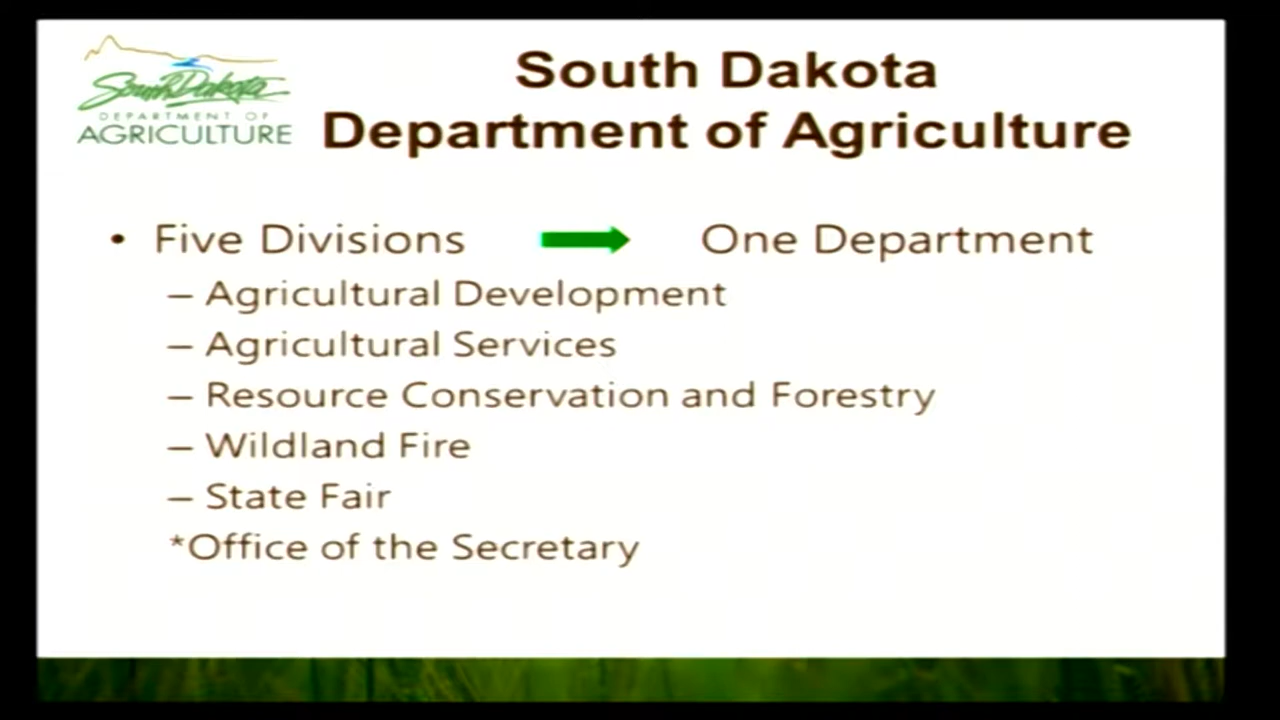 South Dakota
DEPARTMENT OF
AGRICULTURE
South Dakota
Department of Agriculture
• Five Divisions One Department
– Agricultural Development
– Agricultural Services
– Resource Conservation and Forestry
– Wildland Fire
– State Fair
*Office of the Secretary